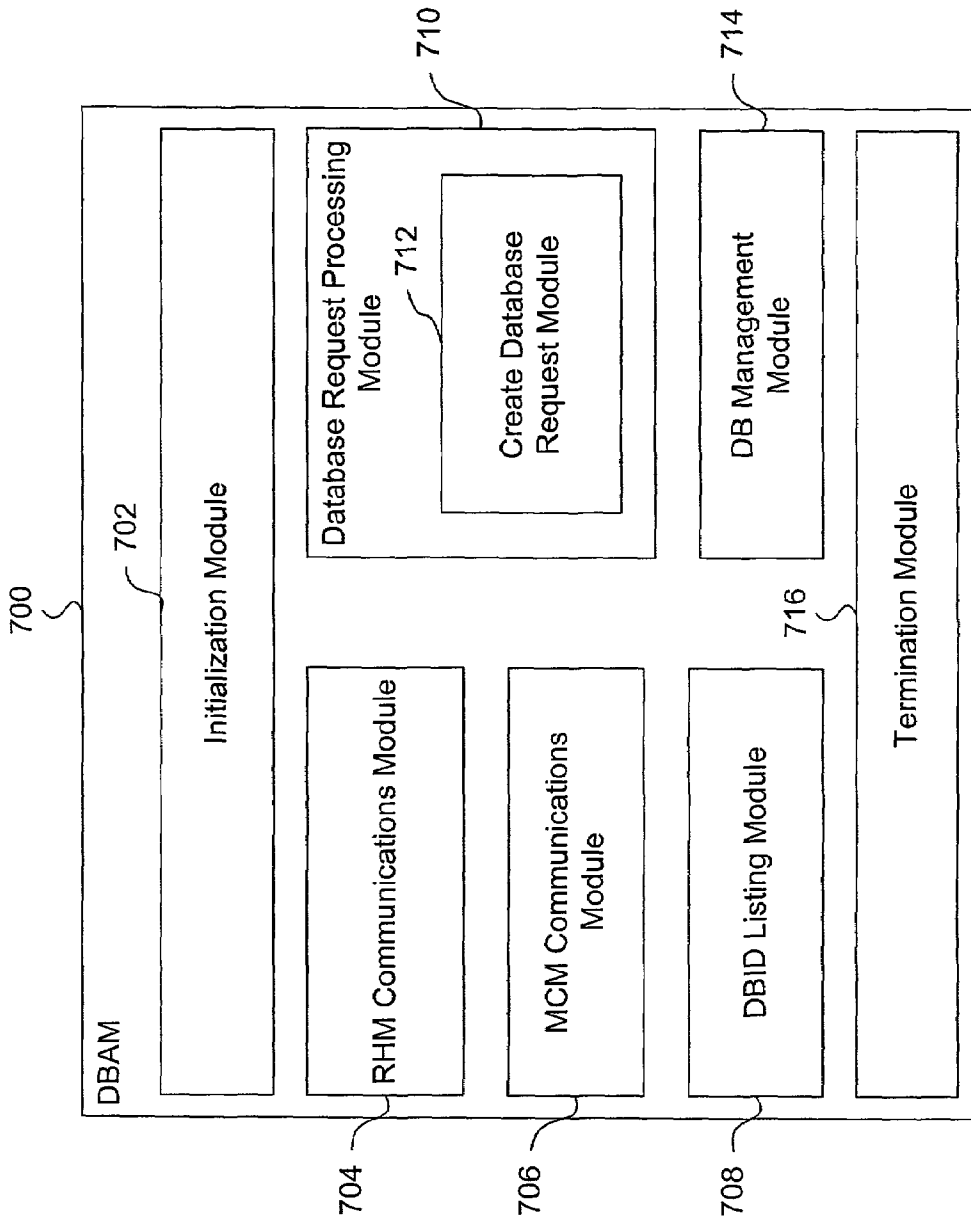 700
DBAM
702
Initialization Module
704
RHM Communications Module
Database Request Processing
Module
710
712
Create Database
Request Module
706
MCM Communications
Module
708
DBID Listing Module
DB Management
Module
714
716
Termination Module